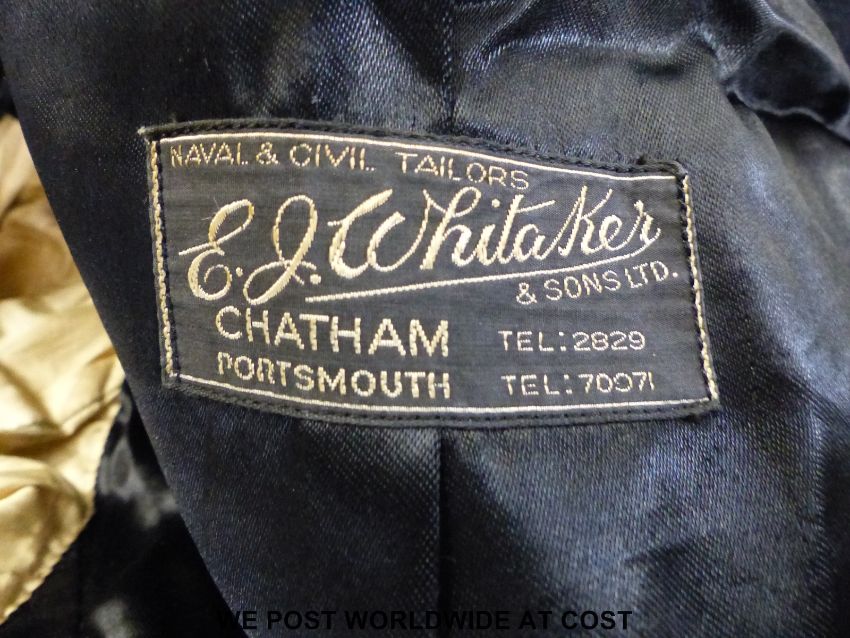 NAVAL & CIVIL TAILORS
E.J. Whitaker
& SONS LTD.
CHATHAM TEL: 2829
PORTSMOUTH TEL: 70071
WE POST WORLDWIDE AT COST